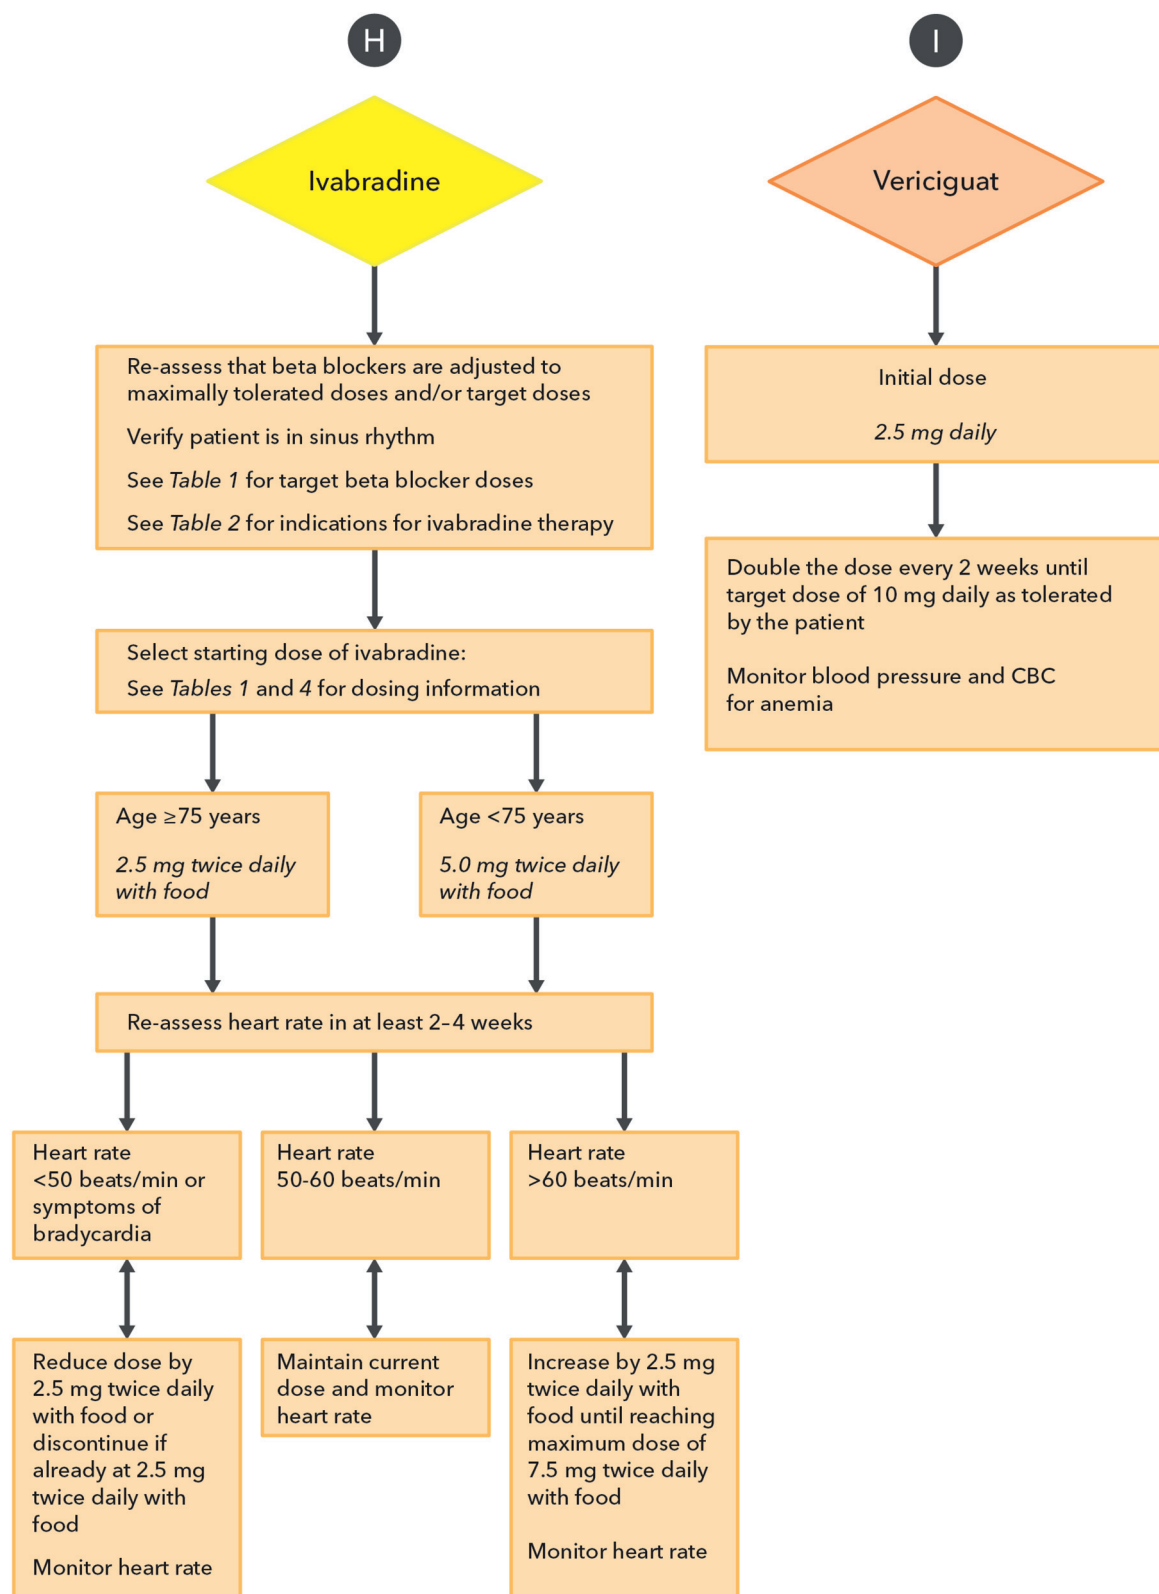 H
Ivabradine
Re-assess that beta blockers are adjusted to
maximally tolerated doses and/or target doses
Verify patient is in sinus rhythm
See Table 1 for target beta blocker doses
See Table 2 for indications for ivabradine therapy
Select starting dose of ivabradine:
See Tables 1 and 4 for dosing information
Age ≥75 years
2.5 mg twice daily
with food
Age <75 years
5.0 mg twice daily
with food
Re-assess heart rate in at least 2–4 weeks
Heart rate
<50 beats/min or
symptoms of
bradycardia
Heart rate
50-60 beats/min
Heart rate
>60 beats/min
Reduce dose by
2.5 mg twice daily
with food or
discontinue if
already at 2.5 mg
twice daily with
food
Monitor heart rate
Maintain current
dose and monitor
heart rate
Increase by 2.5 mg
twice daily with
food until reaching
maximum dose of
7.5 mg twice daily
with food
Monitor heart rate
I
Vericiguat
Initial dose
2.5 mg daily
Double the dose every 2 weeks until
target dose of 10 mg daily as tolerated
by the patient
Monitor blood pressure and CBC
for anemia